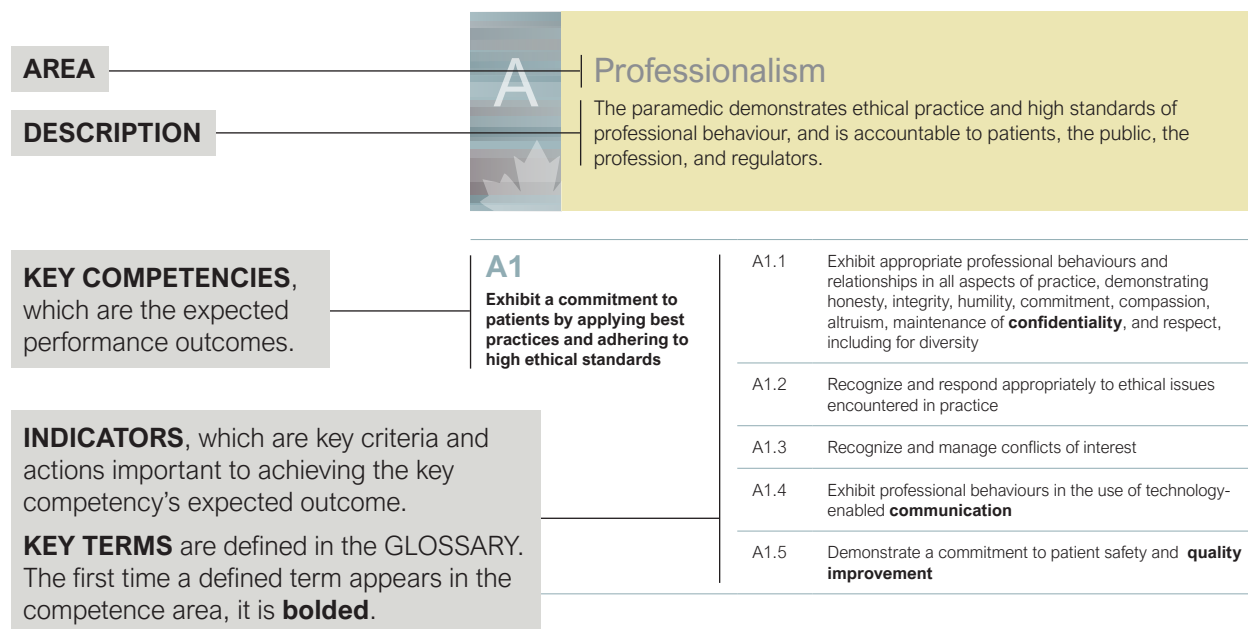 AREA
DESCRIPTION
A
Professionalism
The paramedic demonstrates ethical practice and high standards of
professional behaviour, and is accountable to patients, the public, the
profession, and regulators.
KEY COMPETENCIES,
which are the expected
performance outcomes.
A1
Exhibit a commitment to
patients by applying best
practices and adhering to
high ethical standards
A1.1 Exhibit appropriate professional behaviours and
relationships in all aspects of practice, demonstrating
honesty, integrity, humility, commitment, compassion,
altruism, maintenance of confidentiality, and respect,
including for diversity
A1.2 Recognize and respond appropriately to ethical issues
encountered in practice
A1.3 Recognize and manage conflicts of interest
A1.4 Exhibit professional behaviours in the use of technology-
enabled communication
A1.5 Demonstrate a commitment to patient safety and quality
improvement
INDICATORS, which are key criteria and
actions important to achieving the key
competency's expected outcome.
KEY TERMS are defined in the GLOSSARY.
The first time a defined term appears in the
competence area, it is bolded.